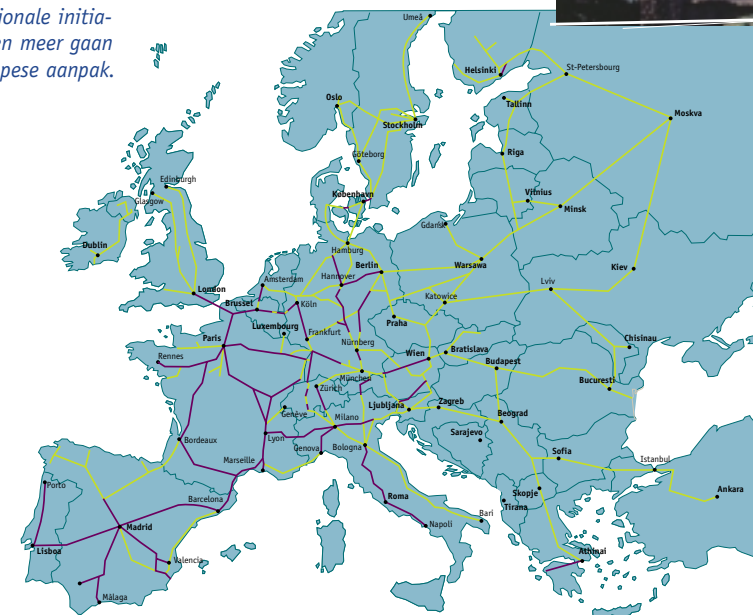 ionale initia-
en meer gaan
pese aanpak.
Umeå
Helsinki
St-Petersbourg
Oslo
Tallinn
Stockholm
Moskva
Göteborg
Riga
Edinburgh
Glasgow
København
Vilnius
Minsk
Gdansk
Dublin
Hamburg
Berlin
Warsawa
Kiev
Amsterdam
Hannover
London
Brussel
Köln
Katowice
Lviv
Luxembourg
Praha
Paris
Frankfurt
Nürnberg
Chisinau
Rennes
Wien
Bratislava
Budapest
München
Zürich
Bucuresti
Genève
Ljubljana
Zagreb
Milano
Beograd
Bordeaux
Lyon
Sarajevo
Genova
Bologna
Marseille
Sofia
Istanbul
Porto
Barcelona
Roma
Skopje
Ankara
Tirana
Madrid
Bari
Napoli
Lisboa
Valencia
Athinai
Màlaga